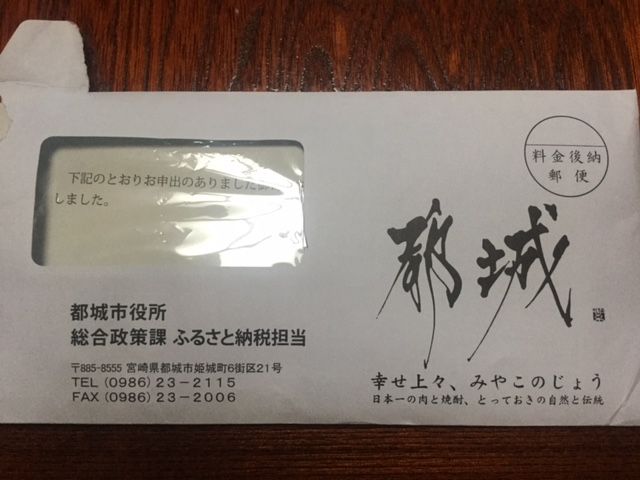 下記のとおりお申出のありました御
しました。
料金後納
郵便
都城
都城市役所
総合政策課 ふるさと納税担当
〒885-8555 宮崎県都城市姫城町6街区21号
TEL (0986) 23-2115
FAX (0986) 23-2006
幸せ上々、みやこのじょう
日本一の肉と焼酎、とっておきの自然と伝統